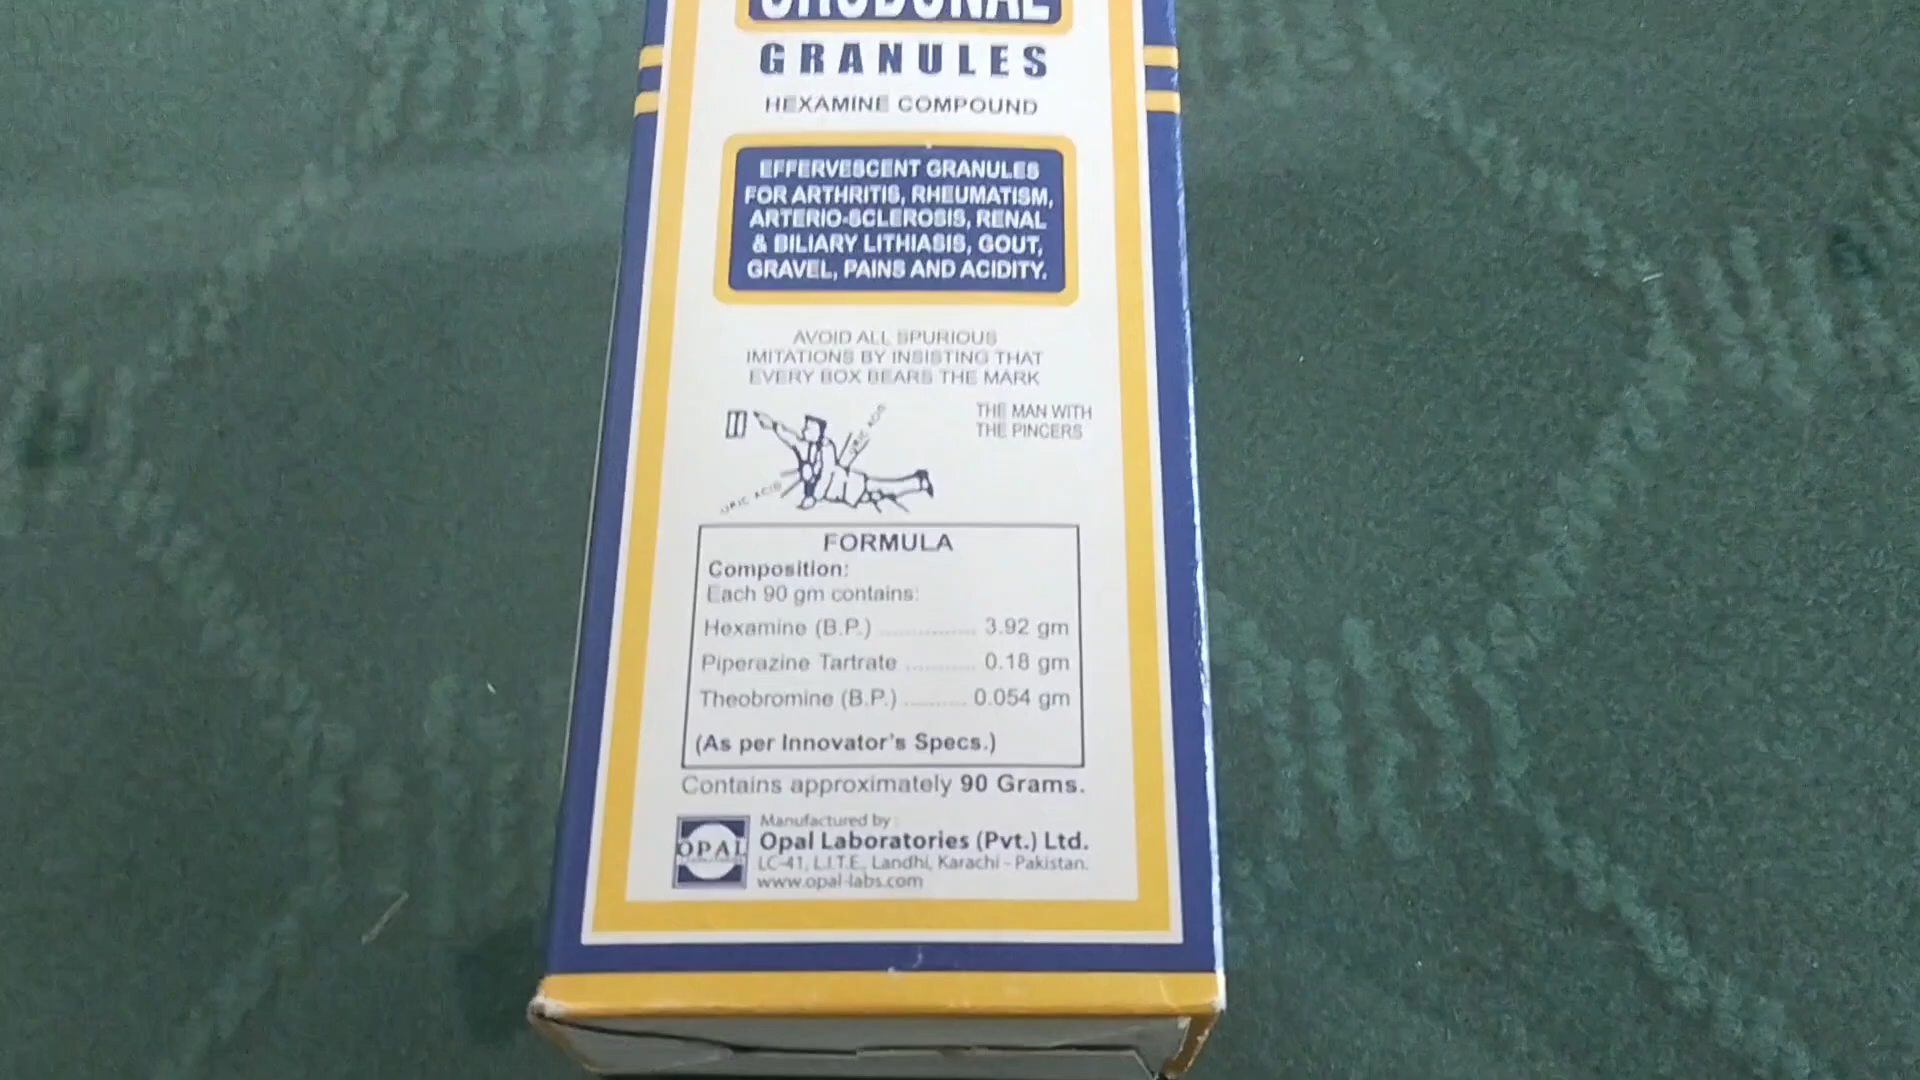 URODONAL
GRANULES
HEXAMINE COMPOUND
EFFERVESCENT GRANULES
FOR ARTHRITIS, RHEUMATISM,
ARTERIO-SCLEROSIS, RENAL
& BILIARY LITHIASIS, GOUT,
GRAVEL, PAINS AND ACIDITY.
AVOID ALL SPURIOUS
IMITATIONS BY INSISTING THAT
EVERY BOX BEARS THE MARK
THE MAN WITH
THE PINCERS
URIC ACID
URIC ACID
FORMULA
Composition:
Each 90 gm contains:
Hexamine (B.P.) ............... 3.92 gm
Piperazine Tartrate ........... 0.18 gm
Theobromine (B.P.) .......... 0.054 gm
(As per Innovator's Specs.)
Contains approximately 90 Grams.
Manufactured by :
OPAL
Opal Laboratories (Pvt.) Ltd.
LC-41, L.I.T.E., Landhi, Karachi - Pakistan.
www.opal-labs.com